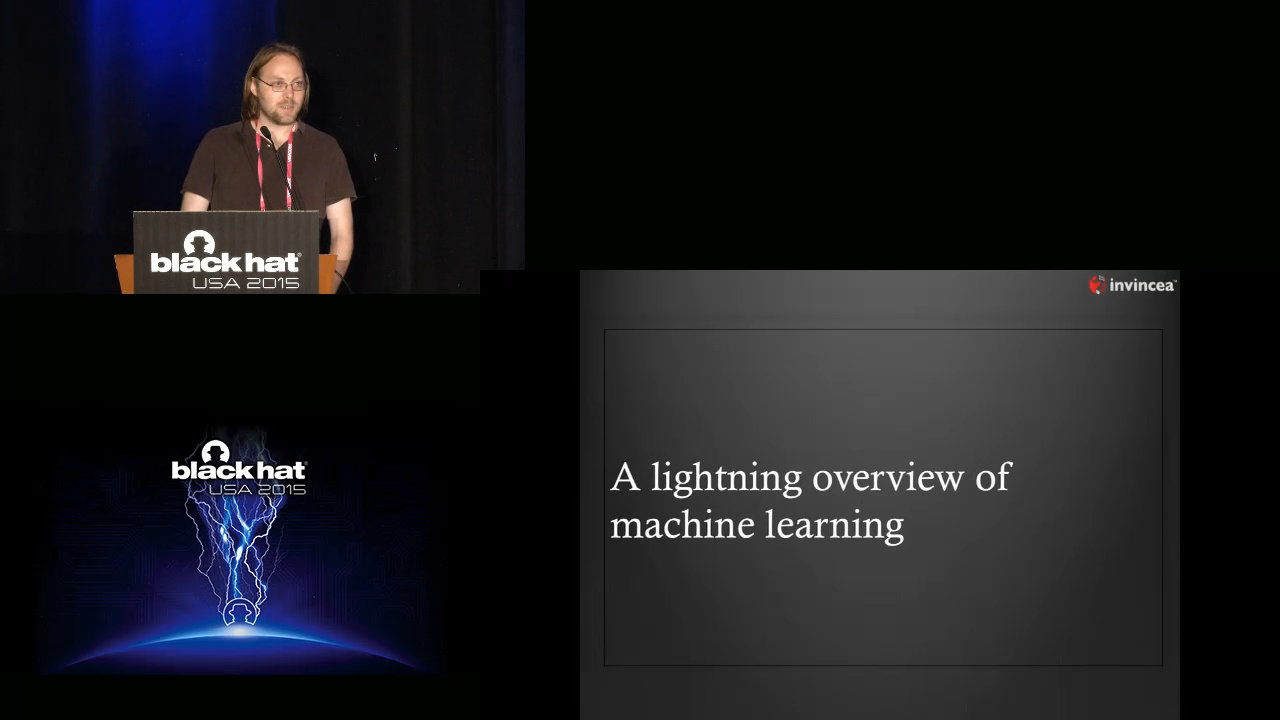 black hat
USA 2015
invincea
A lightning overview of
machine learning
black hat
USA 2015